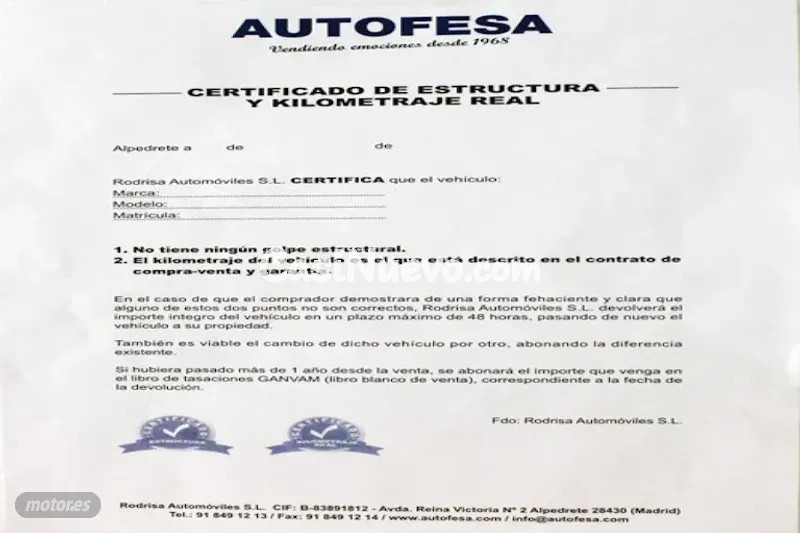 AUTOFESA
Vendiendo emociones desde 1968
CERTIFICADO DE ESTRUCTURA
Y KILOMETRAJE REAL
Alpedrete a de de
Rodrisa Automóviles S.L. CERTIFICA que el vehículo:
Marca:
Modelo:
Matrícula:
1. No tiene ningún golpe estructural.
2. El kilometraje del vehículo es el que está descrito en el contrato de
compra-venta y garantía.
CasiNuevo.com
En el caso de que el comprador demostrara de una forma fehaciente y clara que
alguno de estos dos puntos no son correctos, Rodrisa Automóviles S.L. devolverá el
importe integro del vehículo en un plazo máximo de 48 horas, pasando de nuevo el
vehículo a su propiedad.
También es viable el cambio de dicho vehículo por otro, abonando la diferencia
existente.
Si hubiera pasado más de 1 año desde la venta, se abonará el importe que venga en
el libro de tasaciones GANVAM (libro blanco de venta), correspondiente a la fecha de
la devolución.
Fdo: Rodrisa Automóviles S.L.
CERTIFICADO
ESTRUCTURA
CERTIFICADO
KILOMETRAJE
REAL
motor.es
Rodrisa Automóviles S.L. CIF: B-83891812 - Avda. Reina Victoria Nº 2 Alpedrete 28430 (Madrid)
Tel.: 91 849 12 13 / Fax: 91 849 12 14 / www.autofesa.com / info@autofesa.com